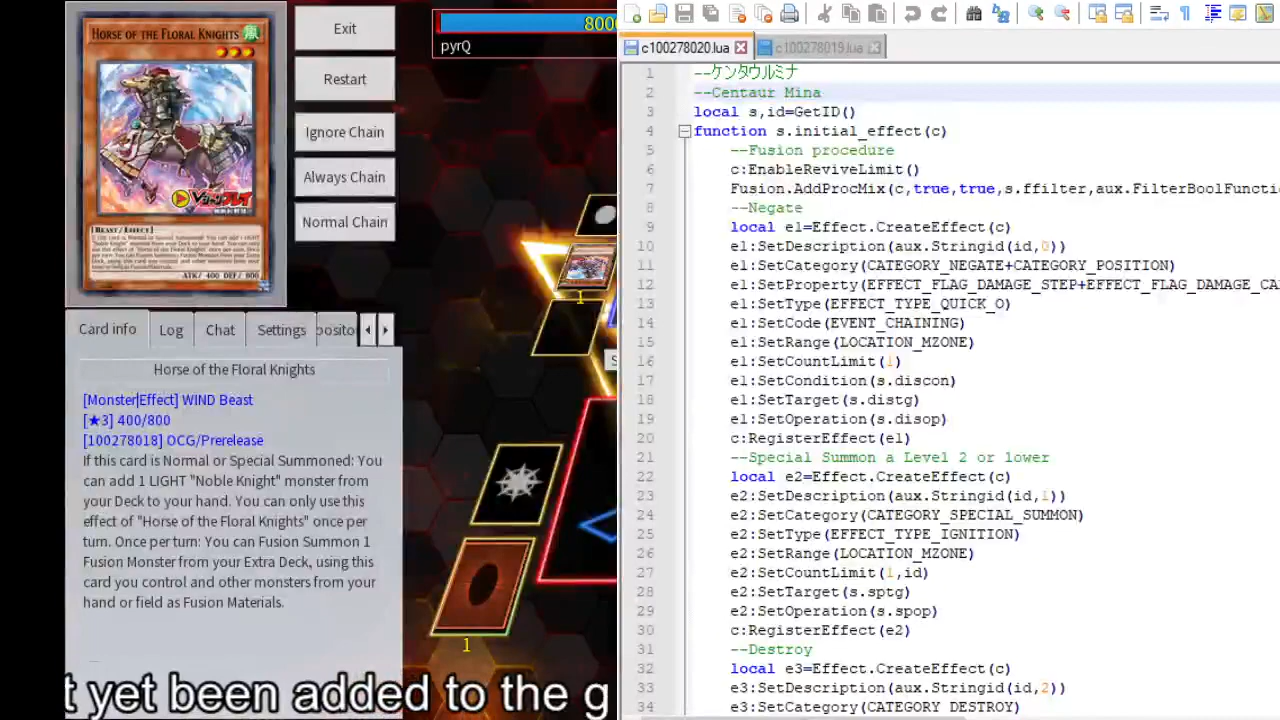 HORSE OF THE FLORAL KNIGHTS
[BEAST/EFFECT]
ATK/ 400 DEF/ 800
Exit
Restart
Ignore Chain
Always Chain
Normal Chain
8000
pyrQ
1
1
Card info
Log
Chat
Settings
posito
Horse of the Floral Knights
[Monster|Effect] WIND Beast
[★3] 400/800
[100278018] OCG/Prerelease
If this card is Normal or Special Summoned: You
can add 1 LIGHT "Noble Knight" monster from
your Deck to your hand. You can only use this
effect of "Horse of the Floral Knights" once per
turn. Once per turn: You can Fusion Summon 1
Fusion Monster from your Extra Deck, using this
card you control and other monsters from your
hand or field as Fusion Materials.
t yet been added to the g
c100278020.lua
c100278019.lua
1 --ケンタウルミナ
2 --Centaur Mina
3 local s,id=GetID()
4 function s.initial_effect(c)
5 --Fusion procedure
6 c:EnableReviveLimit()
7 Fusion.AddProcMix(c,true,true,s.ffilter,aux.FilterBoolFuncti
8 --Negate
9 local e1=Effect.CreateEffect(c)
10 e1:SetDescription(aux.Stringid(id,0))
11 e1:SetCategory(CATEGORY_NEGATE+CATEGORY_POSITION)
12 e1:SetProperty(EFFECT_FLAG_DAMAGE_STEP+EFFECT_FLAG_DAMAGE_CA
13 e1:SetType(EFFECT_TYPE_QUICK_O)
14 e1:SetCode(EVENT_CHAINING)
15 e1:SetRange(LOCATION_MZONE)
16 e1:SetCountLimit(1)
17 e1:SetCondition(s.discon)
18 e1:SetTarget(s.distg)
19 e1:SetOperation(s.disop)
20 c:RegisterEffect(e1)
21 --Special Summon a Level 2 or lower
22 local e2=Effect.CreateEffect(c)
23 e2:SetDescription(aux.Stringid(id,1))
24 e2:SetCategory(CATEGORY_SPECIAL_SUMMON)
25 e2:SetType(EFFECT_TYPE_IGNITION)
26 e2:SetRange(LOCATION_MZONE)
27 e2:SetCountLimit(1,id)
28 e2:SetTarget(s.sptg)
29 e2:SetOperation(s.spop)
30 c:RegisterEffect(e2)
31 --Destroy
32 local e3=Effect.CreateEffect(c)
33 e3:SetDescription(aux.Stringid(id,2))
34 e3:SetCategory(CATEGORY_DESTROY)